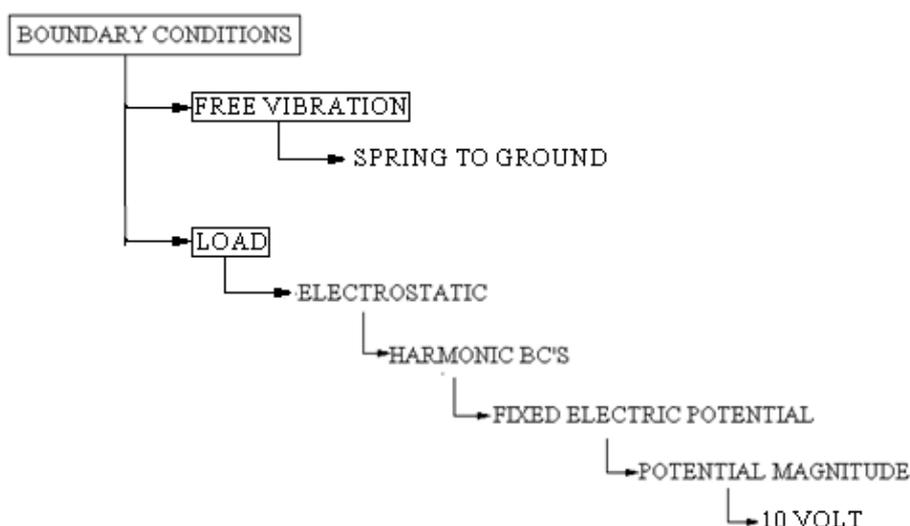 BOUNDARY CONDITIONS
FREE VIBRATION
SPRING TO GROUND
LOAD
ELECTROSTATIC
HARMONIC BC'S
FIXED ELECTRIC POTENTIAL
POTENTIAL MAGNITUDE
10 VOLT